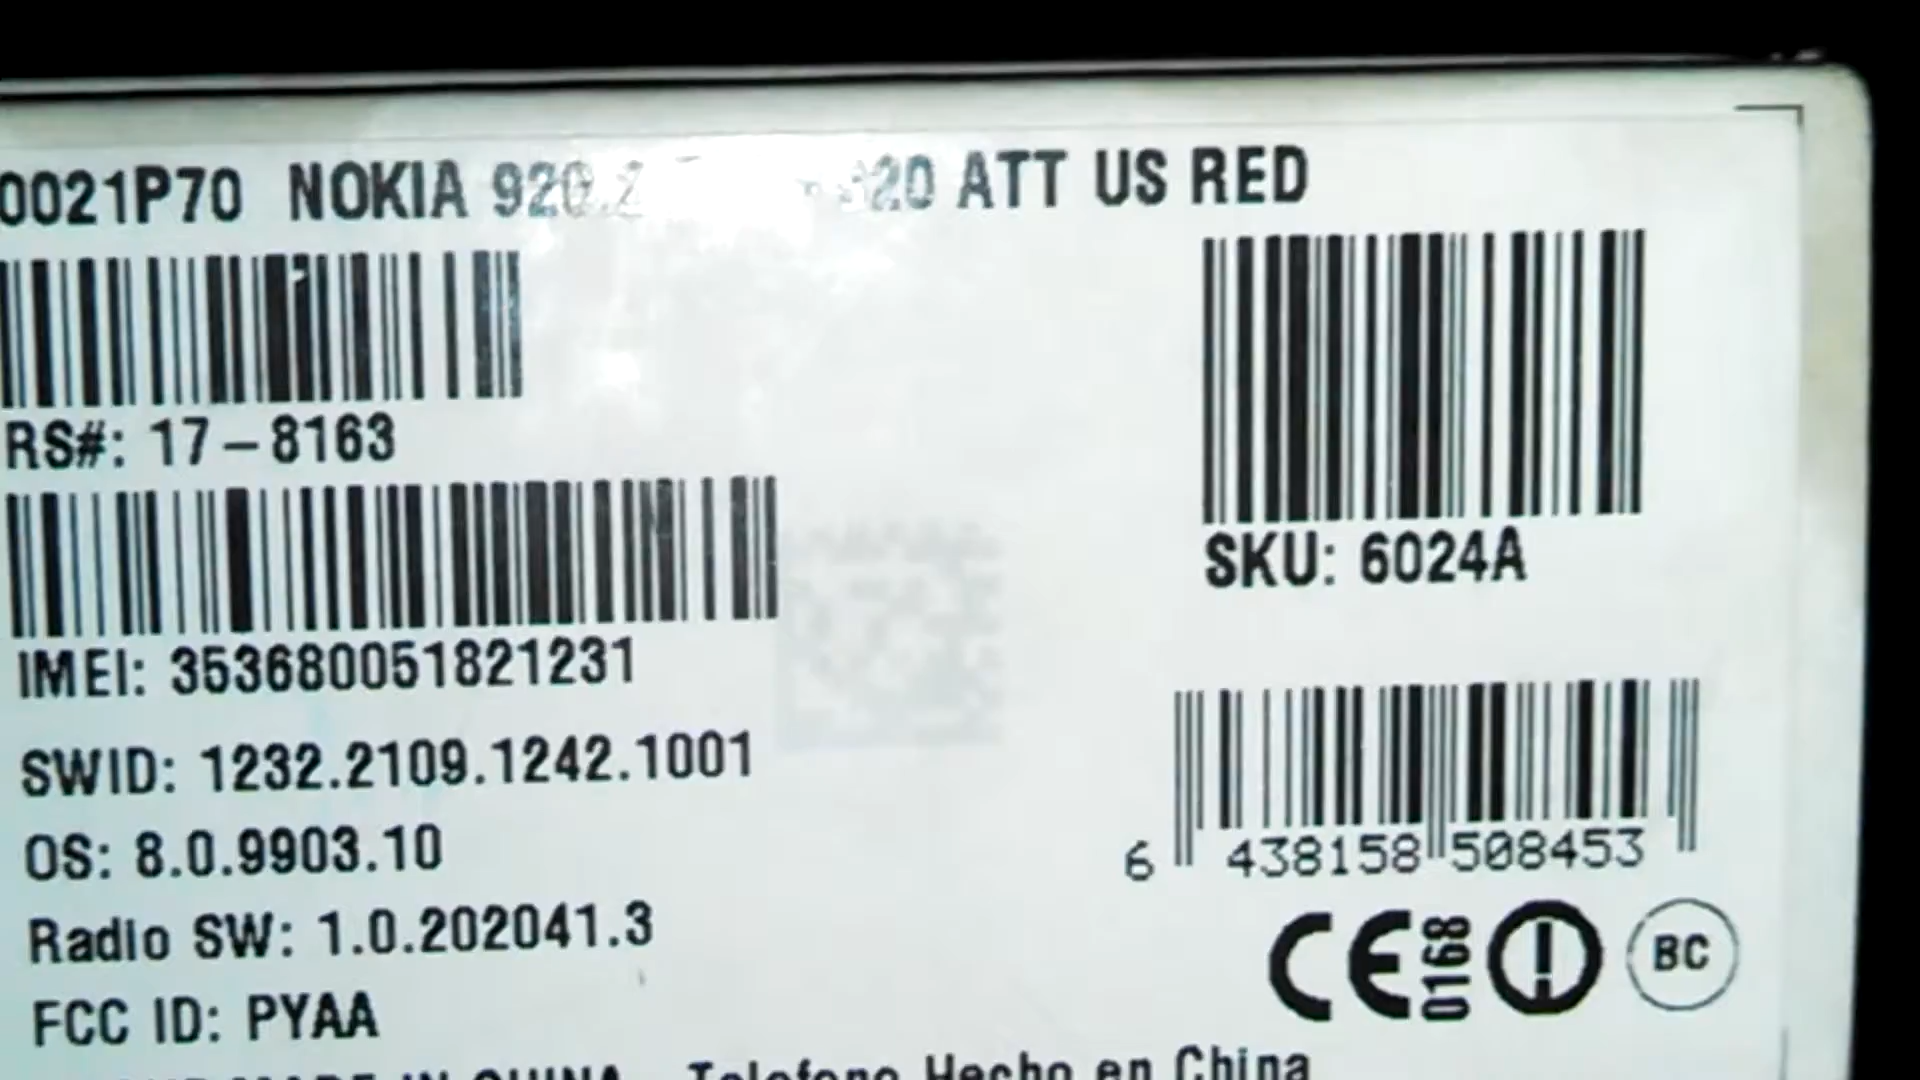 0021P70 NOKIA 920.2 920 ATT US RED
RS#: 17-8163
SKU: 6024A
IMEI: 353680051821231
SWID: 1232.2109.1242.1001
OS: 8.0.9903.10
6 438158 508453
Radio SW: 1.0.202041.3
CE 0168 BC
FCC ID: PYAA
MADE IN CHINA Telefono Hecho en China